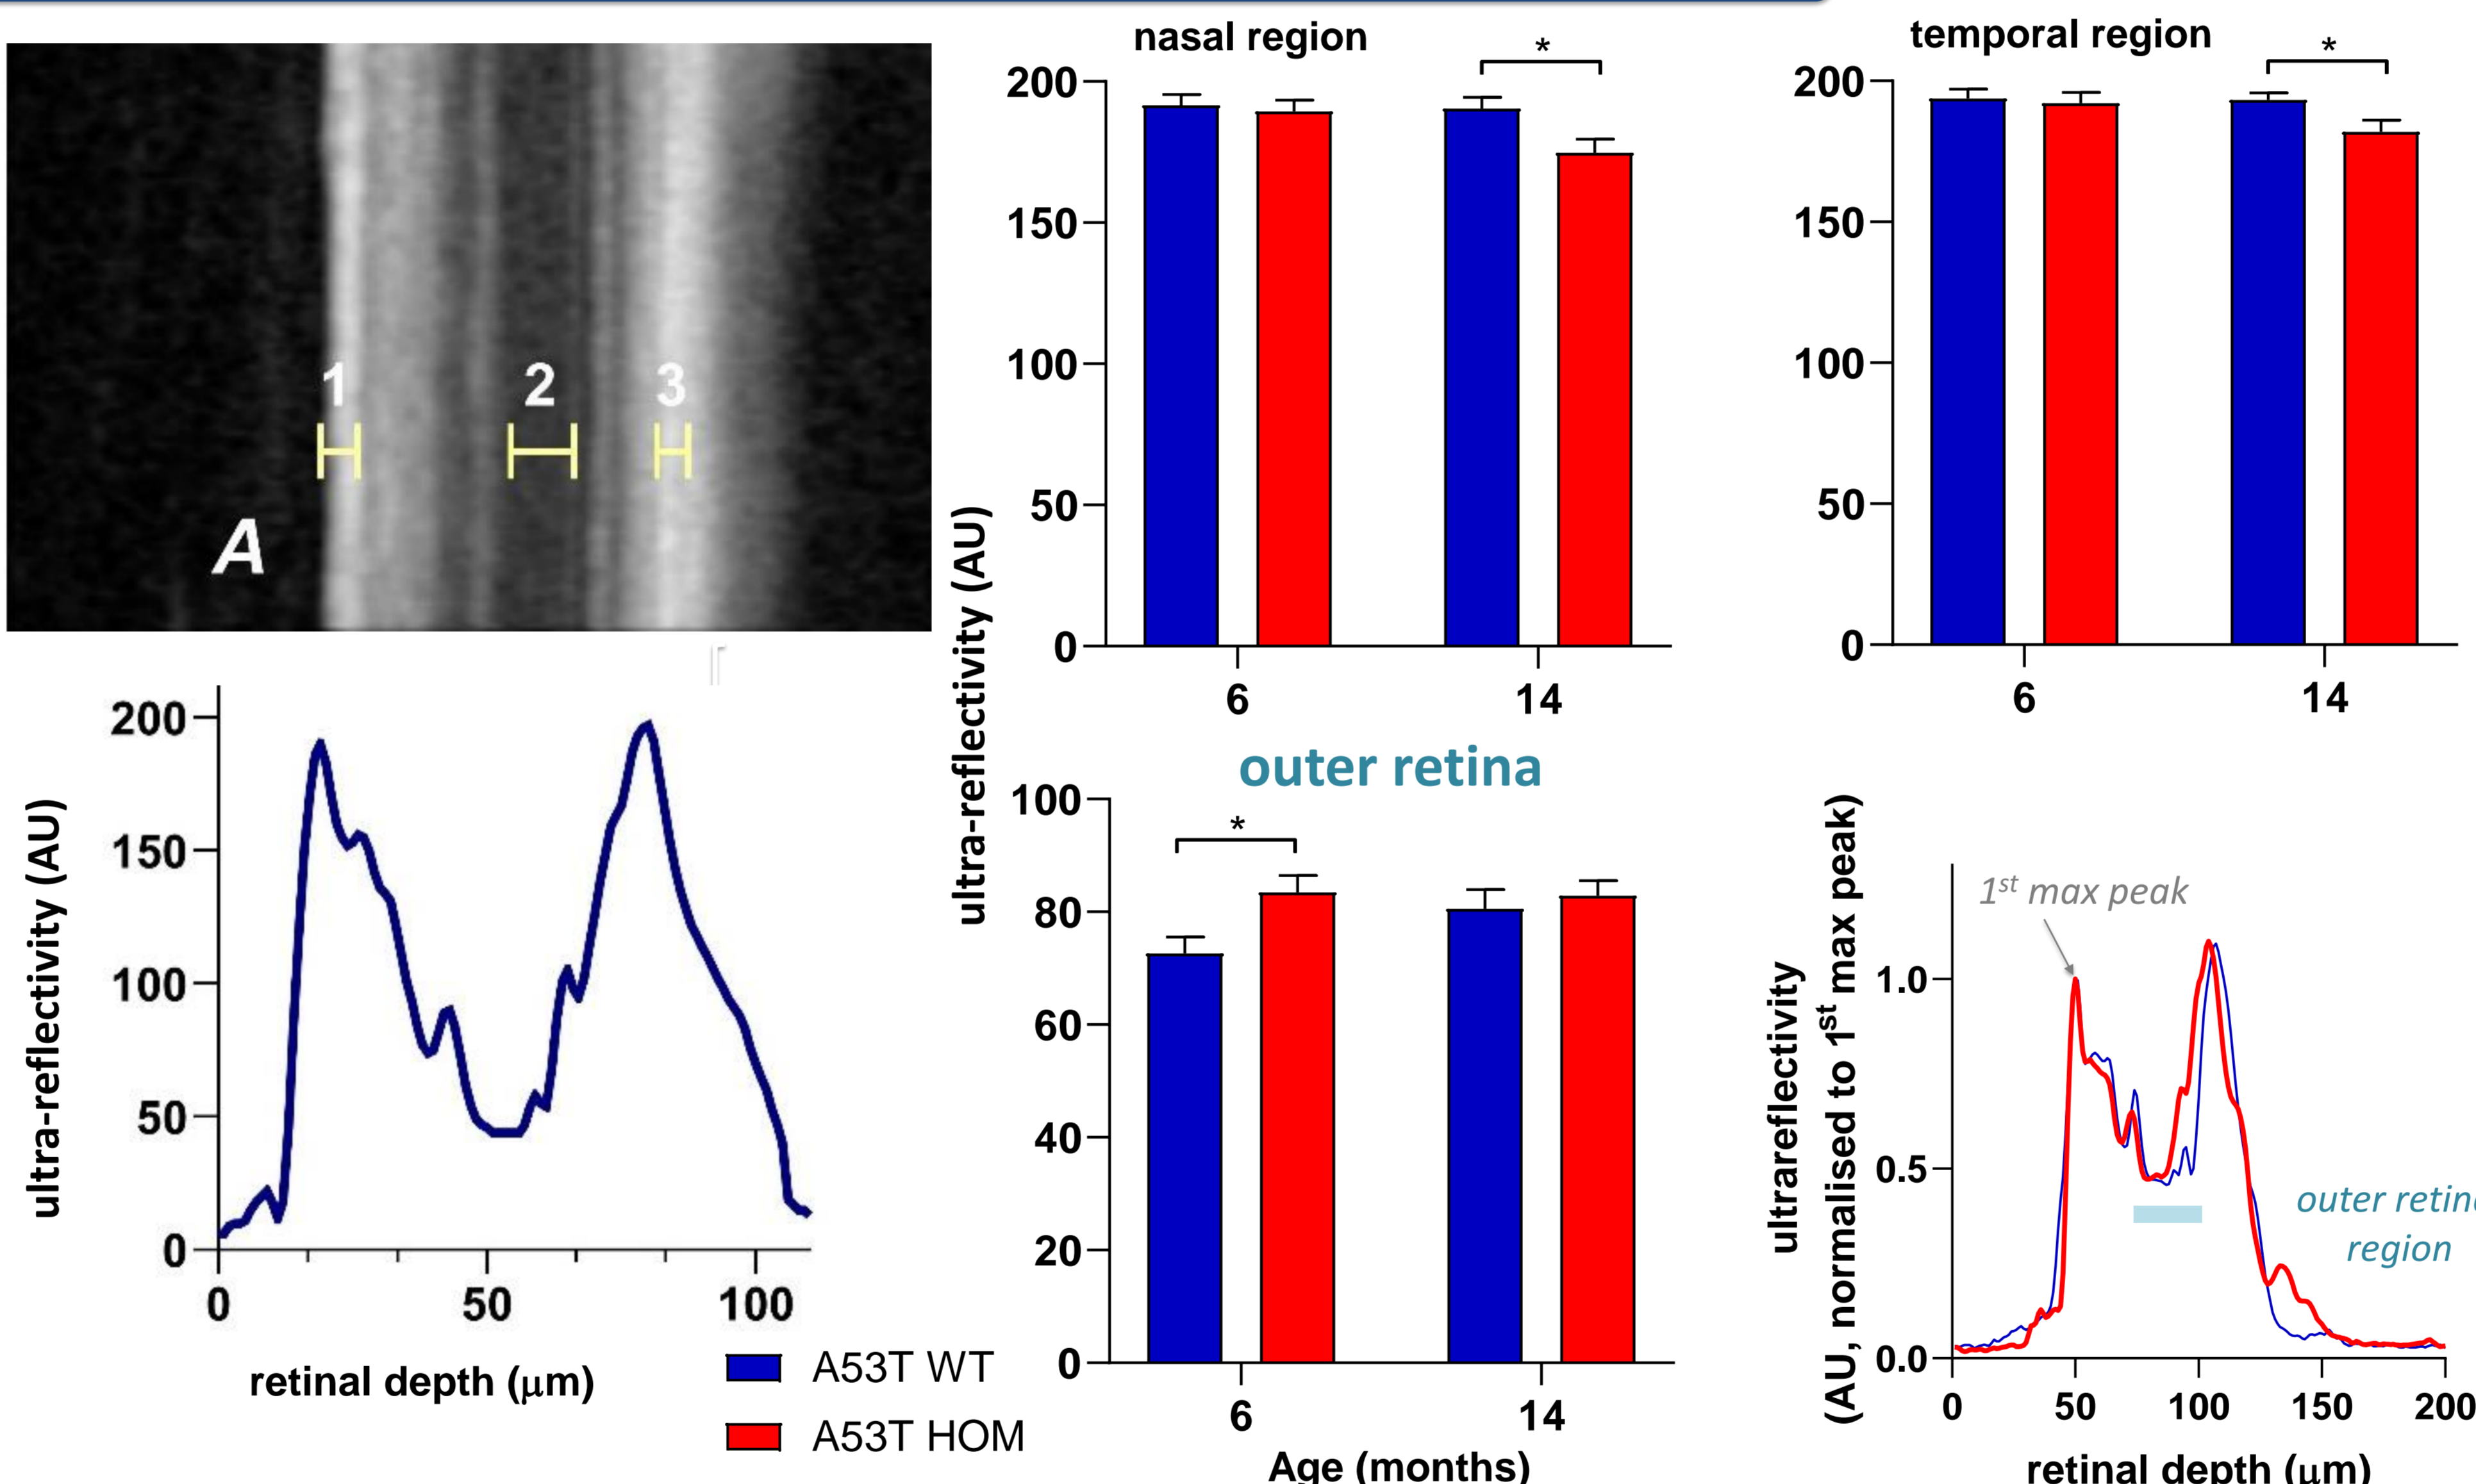 1
2
3
A
ultra-reflectivity (AU)
200
150
100
50
0
0
50
100
retinal depth (μm)
A53T WT
A53T HOM
ultra-reflectivity (AU)
nasal region
*
200
150
100
50
0
6
14
temporal region
*
200
150
100
50
0
6
14
outer retina
*
100
80
60
40
20
0
6
14
Age (months)
ultrareflectivity
(AU, normalised to 1st max peak)
1st max peak
1.0
0.5
0.0
outer retina
region
0
50
100
150
200
retinal depth (μm)